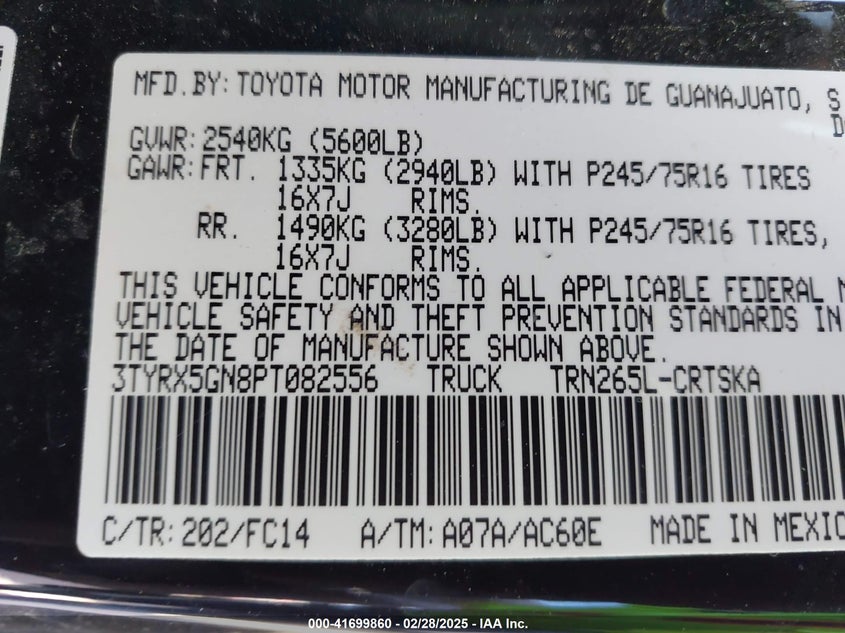 MFD.BY:TOYOTA MOTOR MANUFACTURING DE GUANAJUATO, S
GVWR:2540KG (5600LB)
GAWR:FRT. 1335KG (2940LB) WITH P245/75R16 TIRES
16X7J RIMS.
RR. 1490KG (3280LB) WITH P245/75R16 TIRES,
16X7J RIMS.
THIS VEHICLE CONFORMS TO ALL APPLICABLE FEDERAL
VEHICLE SAFETY AND THEFT PREVENTION STANDARDS IN
THE DATE OF MANUFACTURE SHOWN ABOVE.
3TYRX5GN8PT082556 TRUCK TRN265L-CRTSKA
C/TR:202/FC14 A/TM:A07A/AC60E MADE IN MEXIC
000-41699860 - 02/28/2025 - IAA Inc.